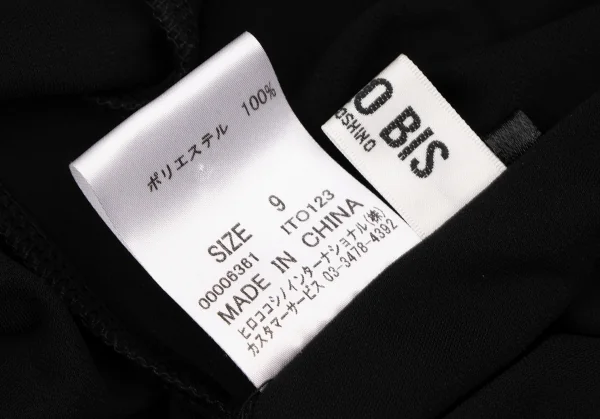 ポリエステル 100%
SIZE 9
00006361 ITO123
MADE IN CHINA
ヒロココシノインターナショナル(株)
カスタマーサービス 03-3478-4392
O BIS
OSHINO